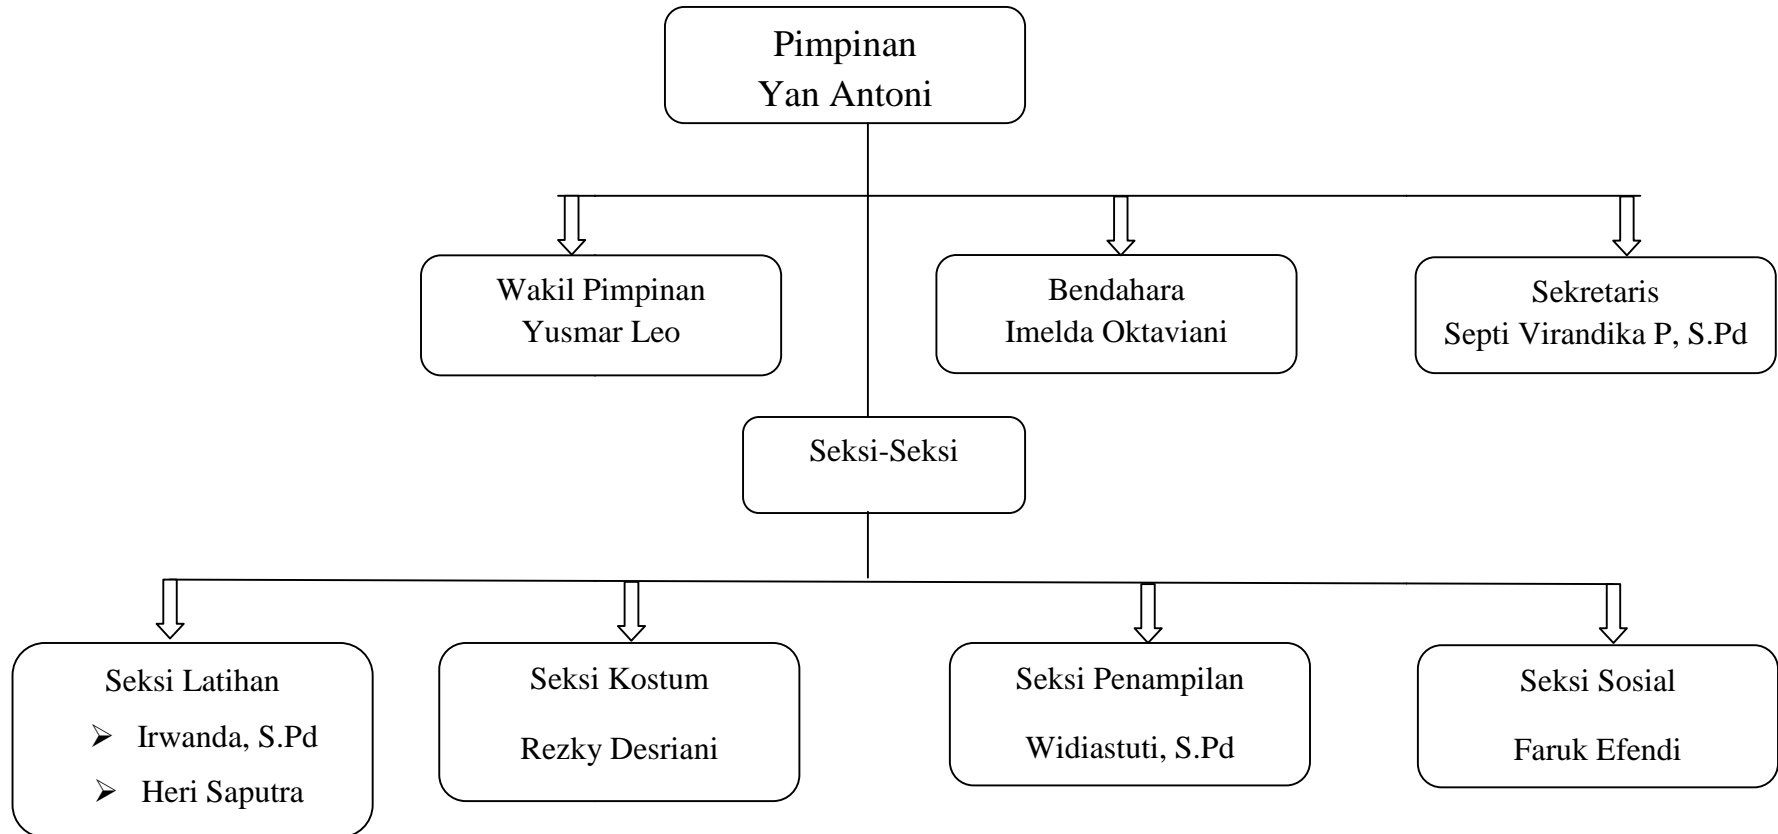 Pimpinan
Yan Antoni
Wakil Pimpinan
Yusmar Leo
Bendahara
Imelda Oktaviani
Sekretaris
Septi Virandika P, S.Pd
Seksi-Seksi
Seksi Latihan
➢ Irwanda, S.Pd
➢ Heri Saputra
Seksi Kostum
Rezky Desriani
Seksi Penampilan
Widiastuti, S.Pd
Seksi Sosial
Faruk Efendi